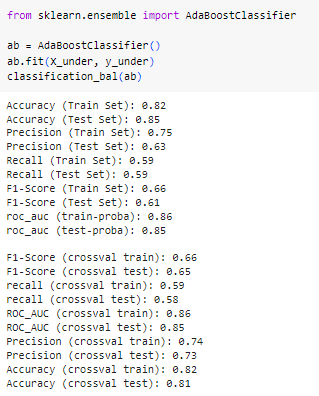 from sklearn.ensemble import AdaBoostClassifier
ab = AdaBoostClassifier()
ab.fit(X_under, y_under)
classification_bal(ab)
Accuracy (Train Set): 0.82
Accuracy (Test Set): 0.85
Precision (Train Set): 0.75
Precision (Test Set): 0.63
Recall (Train Set): 0.59
Recall (Test Set): 0.59
F1-Score (Train Set): 0.66
F1-Score (Test Set): 0.61
roc_auc (train-proba): 0.86
roc_auc (test-proba): 0.85
F1-Score (crossval train): 0.66
F1-Score (crossval test): 0.65
recall (crossval train): 0.59
recall (crossval test): 0.58
ROC_AUC (crossval train): 0.86
ROC_AUC (crossval test): 0.85
Precision (crossval train): 0.74
Precision (crossval test): 0.73
Accuracy (crossval train): 0.82
Accuracy (crossval test): 0.81